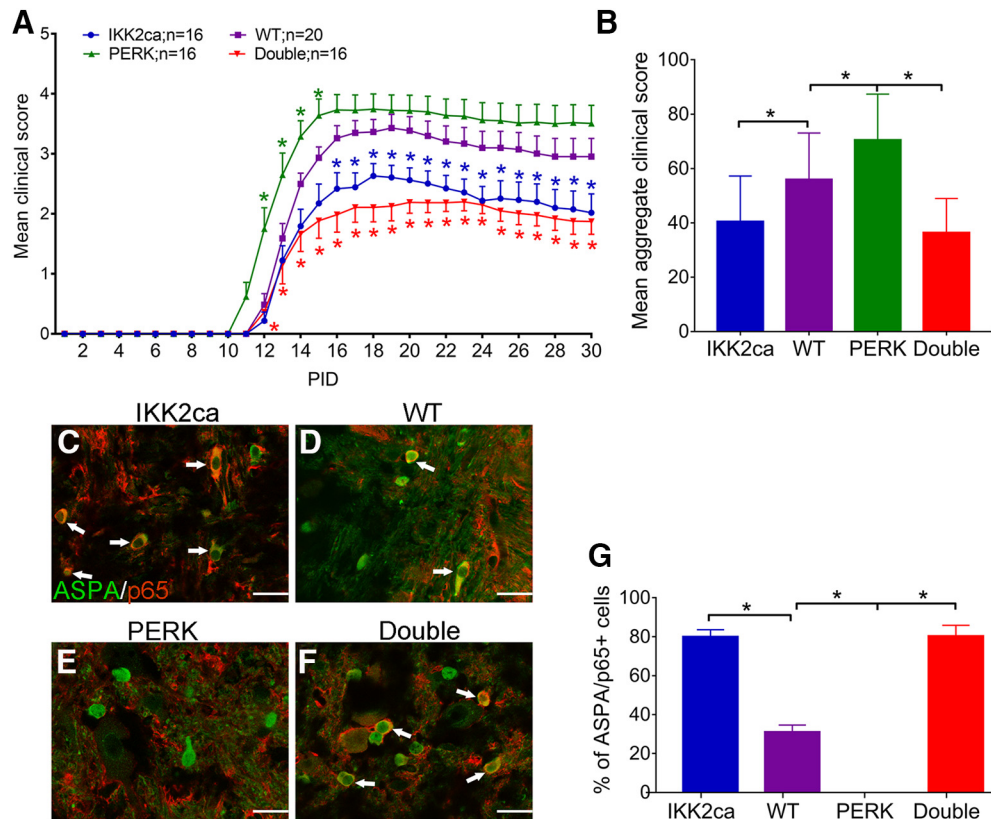 A
B
IKK2ca;n=16
WT;n=20
PERK;n=16
Double;n=16
Mean clinical score
5
4
3
2
1
0
2 4 6 8 10 12 14 16 18 20 22 24 26 28 30
PID
* * * *
* * * * * * * * * * * * * * *
* * * * * * * * * * * * * * * * * * *
Mean aggregate clinical score
100
80
60
40
20
0
* * *
IKK2ca WT PERK Double
IKK2ca
WT
C
D
ASPA/p65
PERK
Double
E
F
G
% of ASPA/p65+ cells
100
80
60
40
20
0
* * *
IKK2ca WT PERK Double